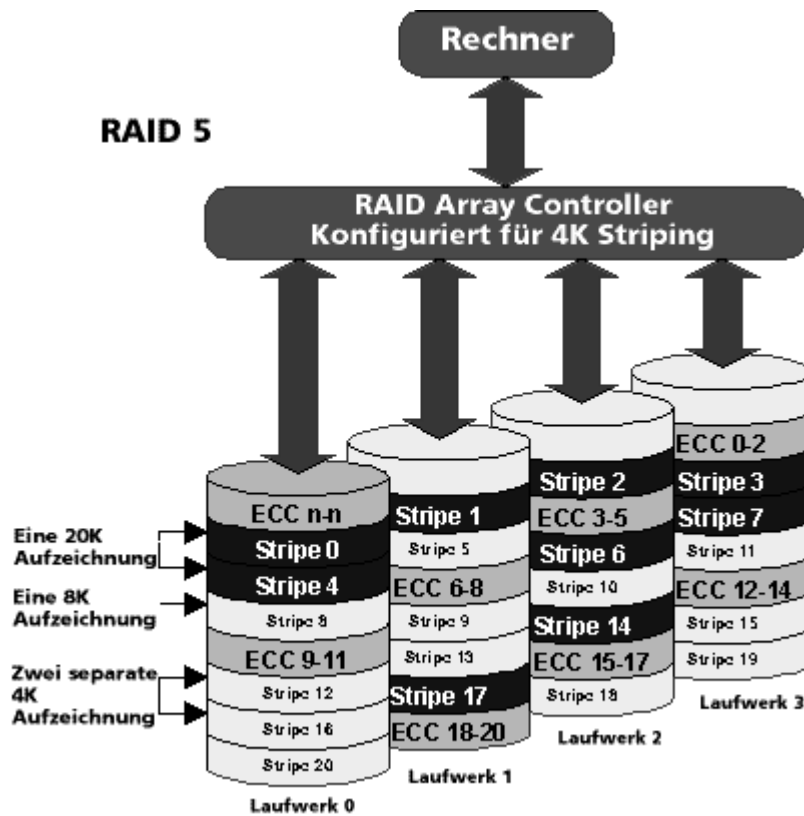 Rechner
RAID 5
RAID Array Controller
Konfiguriert für 4K Striping
Eine 20K
Aufzeichnung
Eine 8K
Aufzeichnung
Zwei separate
4K
Aufzeichnung
ECC n-n
Stripe 0
Stripe 4
Stripe 8
ECC 9-11
Stripe 12
Stripe 16
Stripe 20
Laufwerk 0
Stripe 1
Stripe 5
ECC 6-8
Stripe 9
Stripe 13
Stripe 17
ECC 18-20
Laufwerk 1
Stripe 2
ECC 3-5
Stripe 6
Stripe 10
Stripe 14
ECC 15-17
Stripe 18
Laufwerk 2
ECC 0-2
Stripe 3
Stripe 7
Stripe 11
ECC 12-14
Stripe 15
Stripe 19
Laufwerk 3